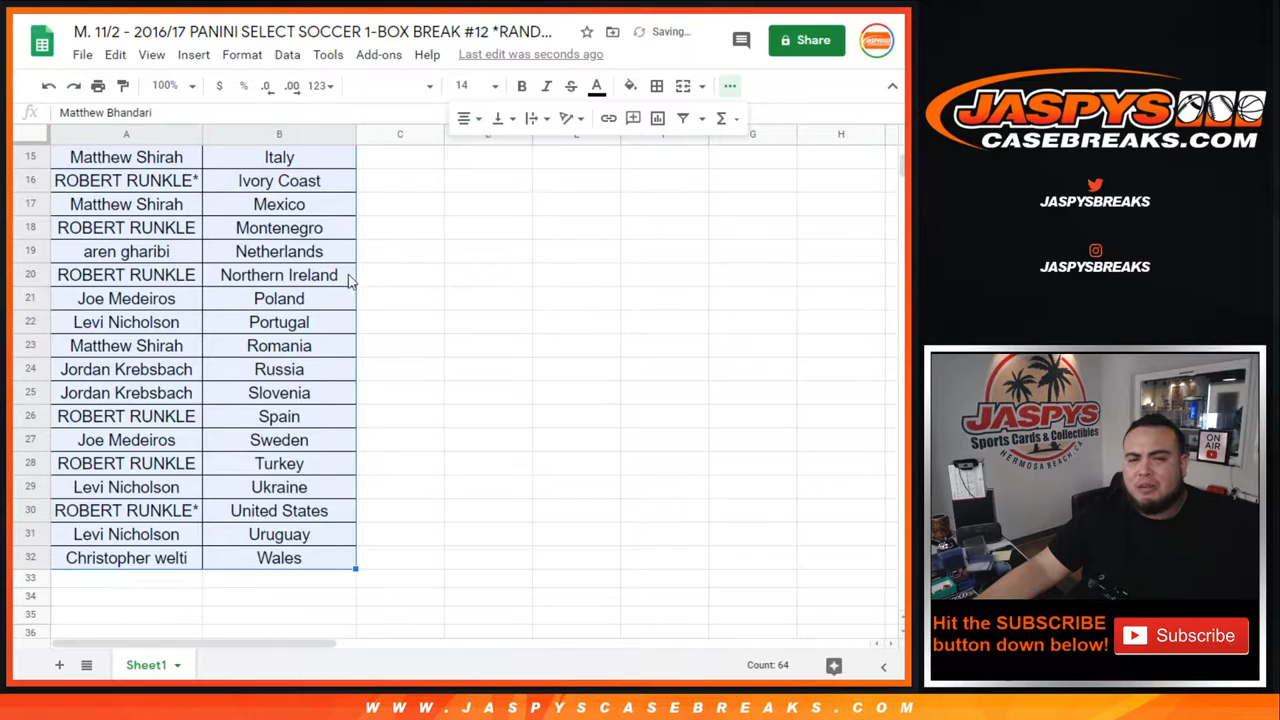 M. 11/2 - 2016/17 PANINI SELECT SOCCER 1-BOX BREAK #12 *RAND...
Saving...
Share
File Edit View Insert Format Data Tools Add-ons Help Last edit was seconds ago
100% $ % .0 .00 123 14 B I S A
fx Matthew Bhandari
A B C G H
15 Matthew Shirah Italy
16 ROBERT RUNKLE* Ivory Coast
17 Matthew Shirah Mexico
18 ROBERT RUNKLE Montenegro
19 aren gharibi Netherlands
20 ROBERT RUNKLE Northern Ireland
21 Joe Medeiros Poland
22 Levi Nicholson Portugal
23 Matthew Shirah Romania
24 Jordan Krebsbach Russia
25 Jordan Krebsbach Slovenia
26 ROBERT RUNKLE Spain
27 Joe Medeiros Sweden
28 ROBERT RUNKLE Turkey
29 Levi Nicholson Ukraine
30 ROBERT RUNKLE* United States
31 Levi Nicholson Uruguay
32 Christopher welti Wales
33
34
35
36
Sheet1
Count: 64
JASPYS
CASEBREAKS.COM
JASPYSBREAKS
JASPYSBREAKS
JASPYS
Sports Cards & Collectibles
HERMOSA BEACH, CA
ON AIR
Hit the SUBSCRIBE
button down below!
Subscribe
WWW.JASPYSCASEBREAKS.COM